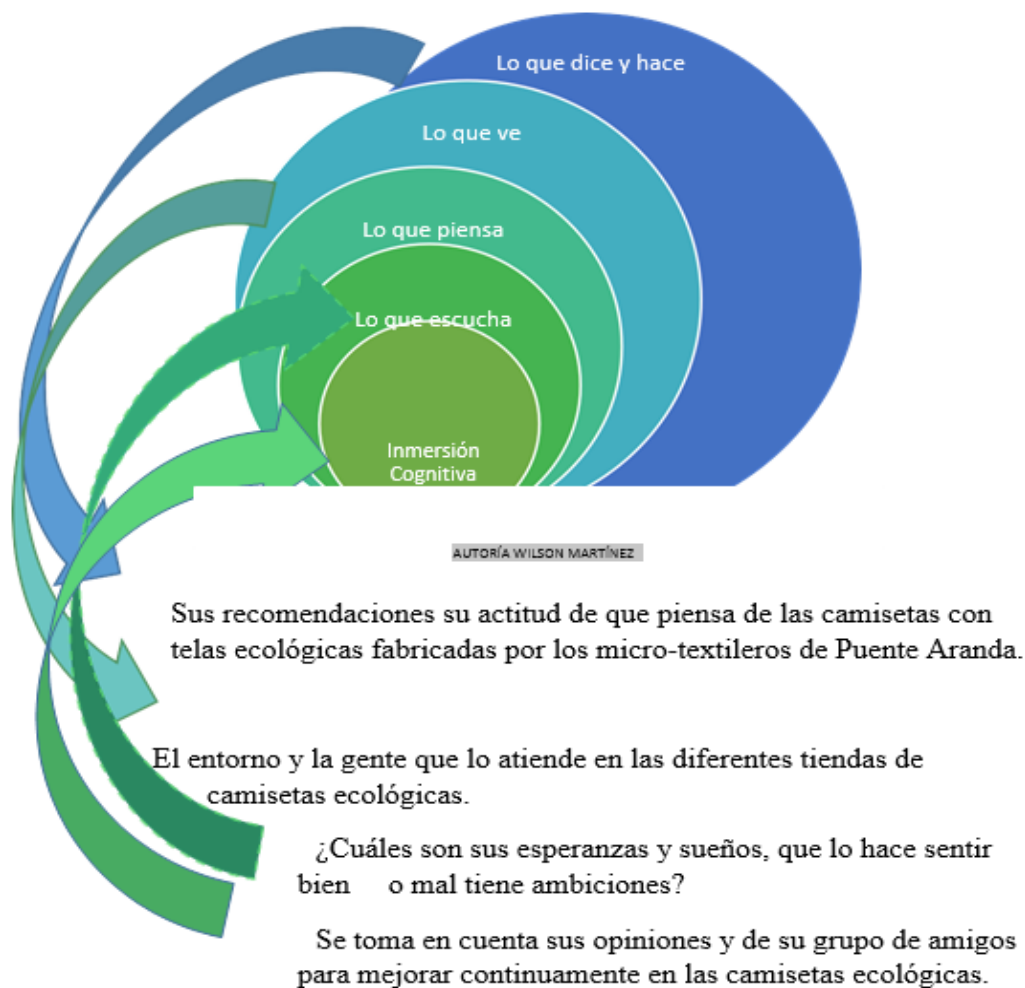 Lo que dice y hace
Lo que ve
Lo que piensa
Lo que escucha
Inmersión
Cognitiva
AUTORÍA WILSON MARTÍNEZ
Sus recomendaciones su actitud de que piensa de las camisetas con
telas ecológicas fabricadas por los micro-textileros de Puente Aranda.
El entorno y la gente que lo atiende en las diferentes tiendas de
camisetas ecológicas.
¿Cuáles son sus esperanzas y sueños, que lo hace sentir
bien o mal tiene ambiciones?
Se toma en cuenta sus opiniones y de su grupo de amigos
para mejorar continuamente en las camisetas ecológicas.